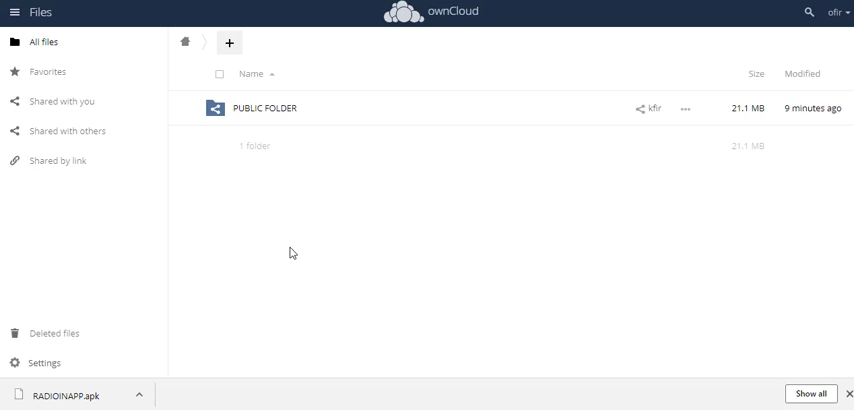 Files
ownCloud
ofir
All files
Favorites
Shared with you
Shared with others
Shared by link
Deleted files
Settings
+
Name
Size
Modified
PUBLIC FOLDER
kfir
21.1 MB
9 minutes ago
1 folder
21.1 MB
RADIOINAPP.apk
Show all